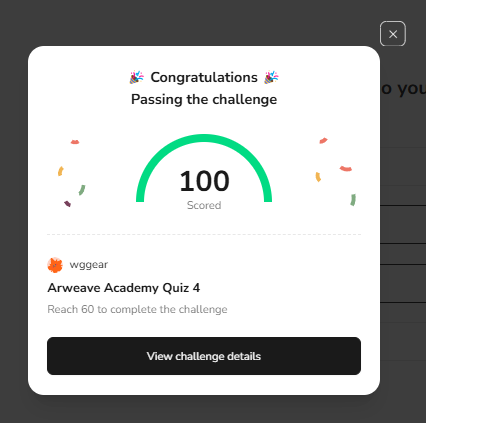 🎉 Congratulations 🎉
Passing the challenge
o you
100
Scored
wggear
Arweave Academy Quiz 4
Reach 60 to complete the challenge
View challenge details